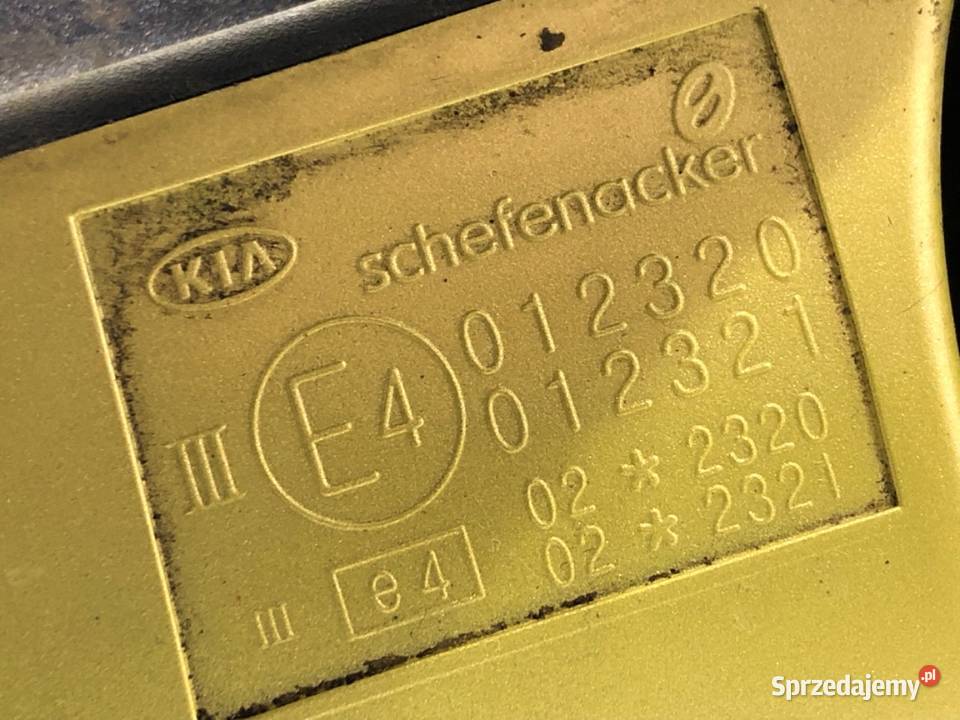 KIA
schefenacker
012320
012321
III E4
02 * 2320
02 * 2321
III e4
Sprzedajemy.pl